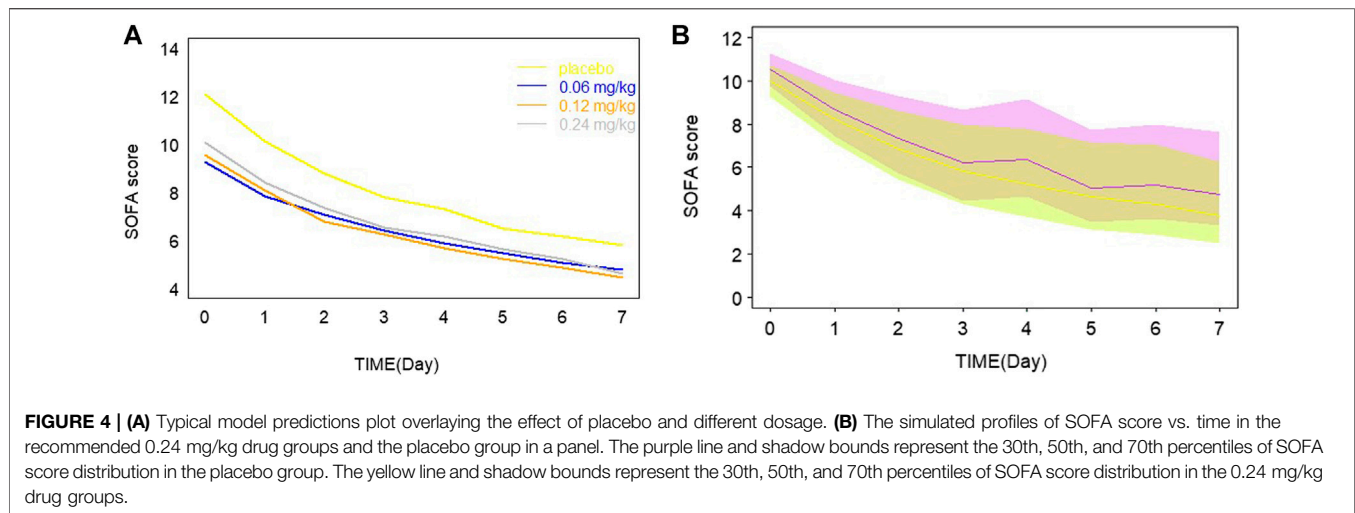 A
14
12
10
8
6
4
SOFA score
placebo
0.06 mg/kg
0.12 mg/kg
0.24 mg/kg
0 1 2 3 4 5 6 7
TIME(Day)
B
12
10
8
6
4
2
0
SOFA score
0 1 2 3 4 5 6 7
TIME(Day)
FIGURE 4 | (A) Typical model predictions plot overlaying the effect of placebo and different dosage. (B) The simulated profiles of SOFA score vs. time in the
recommended 0.24 mg/kg drug groups and the placebo group in a panel. The purple line and shadow bounds represent the 30th, 50th, and 70th percentiles of SOFA
score distribution in the placebo group. The yellow line and shadow bounds represent the 30th, 50th, and 70th percentiles of SOFA score distribution in the 0.24 mg/kg
drug groups.